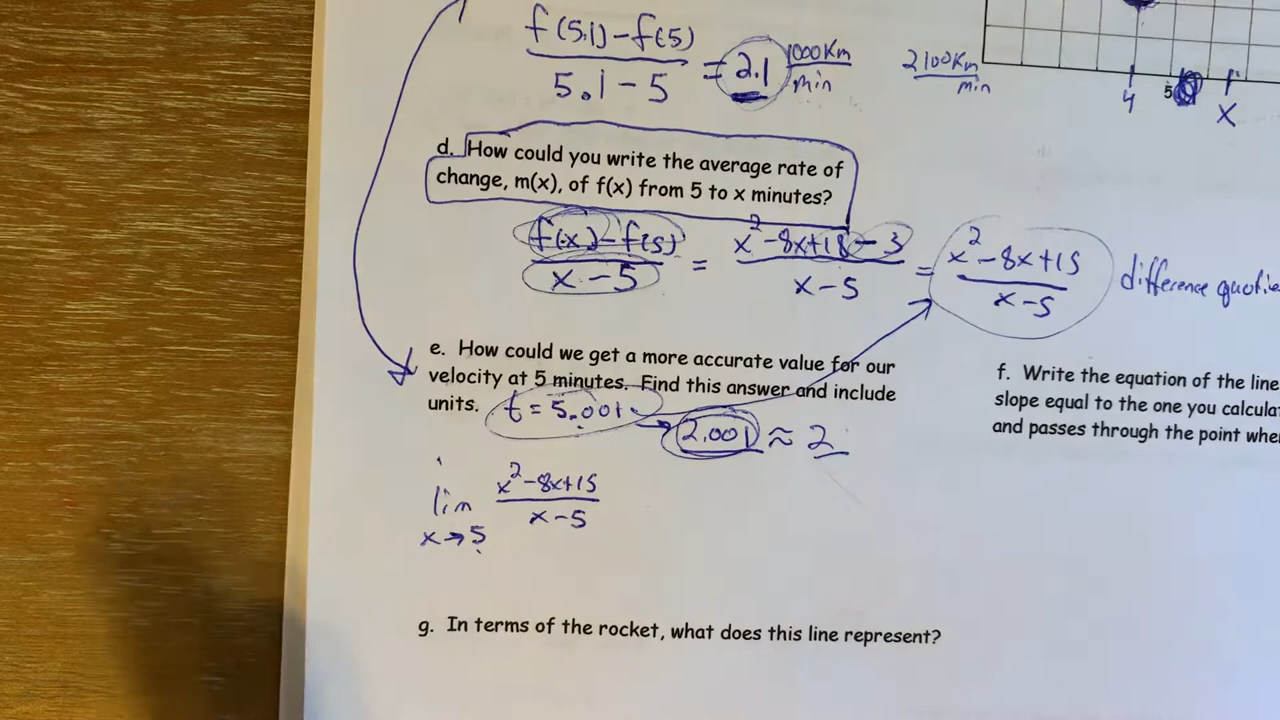 f(5.1)-f(5)
5.1-5
= 2.1 1000Km
min
2100Km
min
4
5
x
d. How could you write the average rate of
change, m(x), of f(x) from 5 to x minutes?
f(x)-f(5)
x-5
= x²-8x+18-3
x-5
= x²-8x+15
x-5
difference quotie
e. How could we get a more accurate value for our
velocity at 5 minutes. Find this answer and include
units. t=5.001
2.001 ≈ 2
f. Write the equation of the line
slope equal to the one you calcula
and passes through the point whe
lim
x→5
x²-8x+15
x-5
g. In terms of the rocket, what does this line represent?